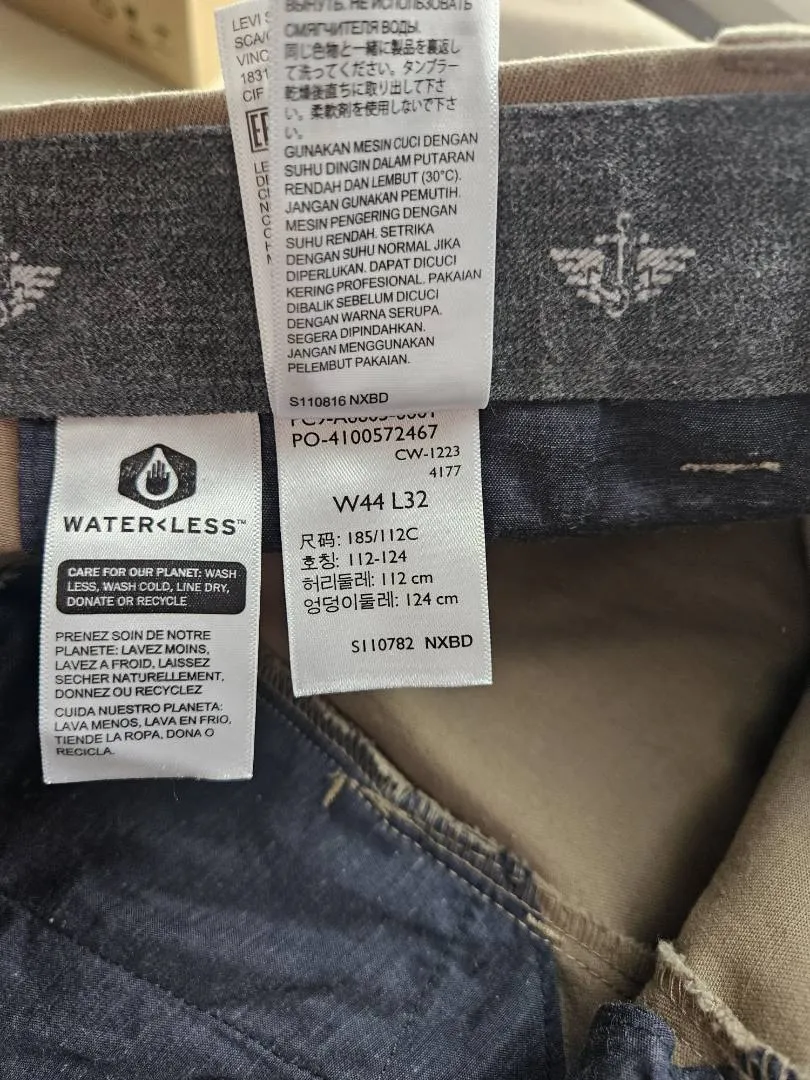 LEVI S
SCA/
VINC
1831
CIF
ВЫНУТЬ. НЕ ИСПОЛЬЗОВАТЬ
СМЯГЧИТЕЛЯ ВОДЫ.
同じ色物と一緒に製品を裏返し
て洗ってください。タンブラー
乾燥後直ちに取り出して下さ
い。柔軟剤を使用しないで下さ
い。
GUNAKAN MESIN CUCI DENGAN
SUHU DINGIN DALAM PUTARAN
RENDAH DAN LEMBUT (30°C).
JANGAN GUNAKAN PEMUTIH.
MESIN PENGERING DENGAN
SUHU RENDAH. SETRIKA
DENGAN SUHU NORMAL JIKA
DIPERLUKAN. DAPAT DICUCI
KERING PROFESIONAL. PAKAIAN
DIBALIK SEBELUM DICUCI
DENGAN WARNA SERUPA.
SEGERA DIPINDAHKAN.
JANGAN MENGGUNAKAN
PELEMBUT PAKAIAN.
S110816 NXBD
PO-4100572467
CW-1223
4177
W44 L32
尺码: 185/112C
호칭: 112-124
허리둘레: 112 cm
엉덩이둘레: 124 cm
S110782 NXBD
WATER<LESS™
CARE FOR OUR PLANET: WASH
LESS, WASH COLD, LINE DRY,
DONATE OR RECYCLE
PRENEZ SOIN DE NOTRE
PLANETE: LAVEZ MOINS,
LAVEZ A FROID, LAISSEZ
SECHER NATURELLEMENT,
DONNEZ OU RECYCLEZ
CUIDA NUESTRO PLANETA:
LAVA MENOS, LAVA EN FRIO,
TIENDE LA ROPA, DONA O
RECICLA.